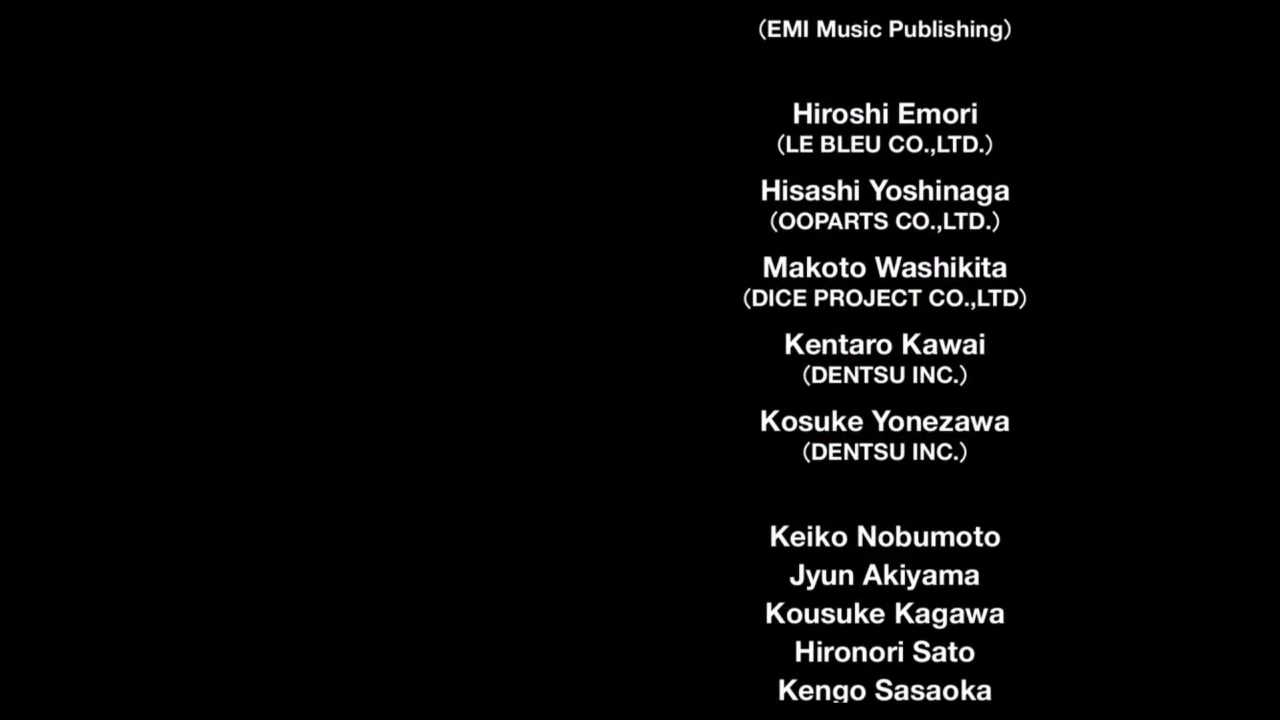 （EMI Music Publishing）
Hiroshi Emori
（LE BLEU CO.,LTD.）
Hisashi Yoshinaga
（OOPARTS CO.,LTD.）
Makoto Washikita
（DICE PROJECT CO.,LTD）
Kentaro Kawai
（DENTSU INC.）
Kosuke Yonezawa
（DENTSU INC.）
Keiko Nobumoto
Jyun Akiyama
Kousuke Kagawa
Hironori Sato
Kengo Sasaoka